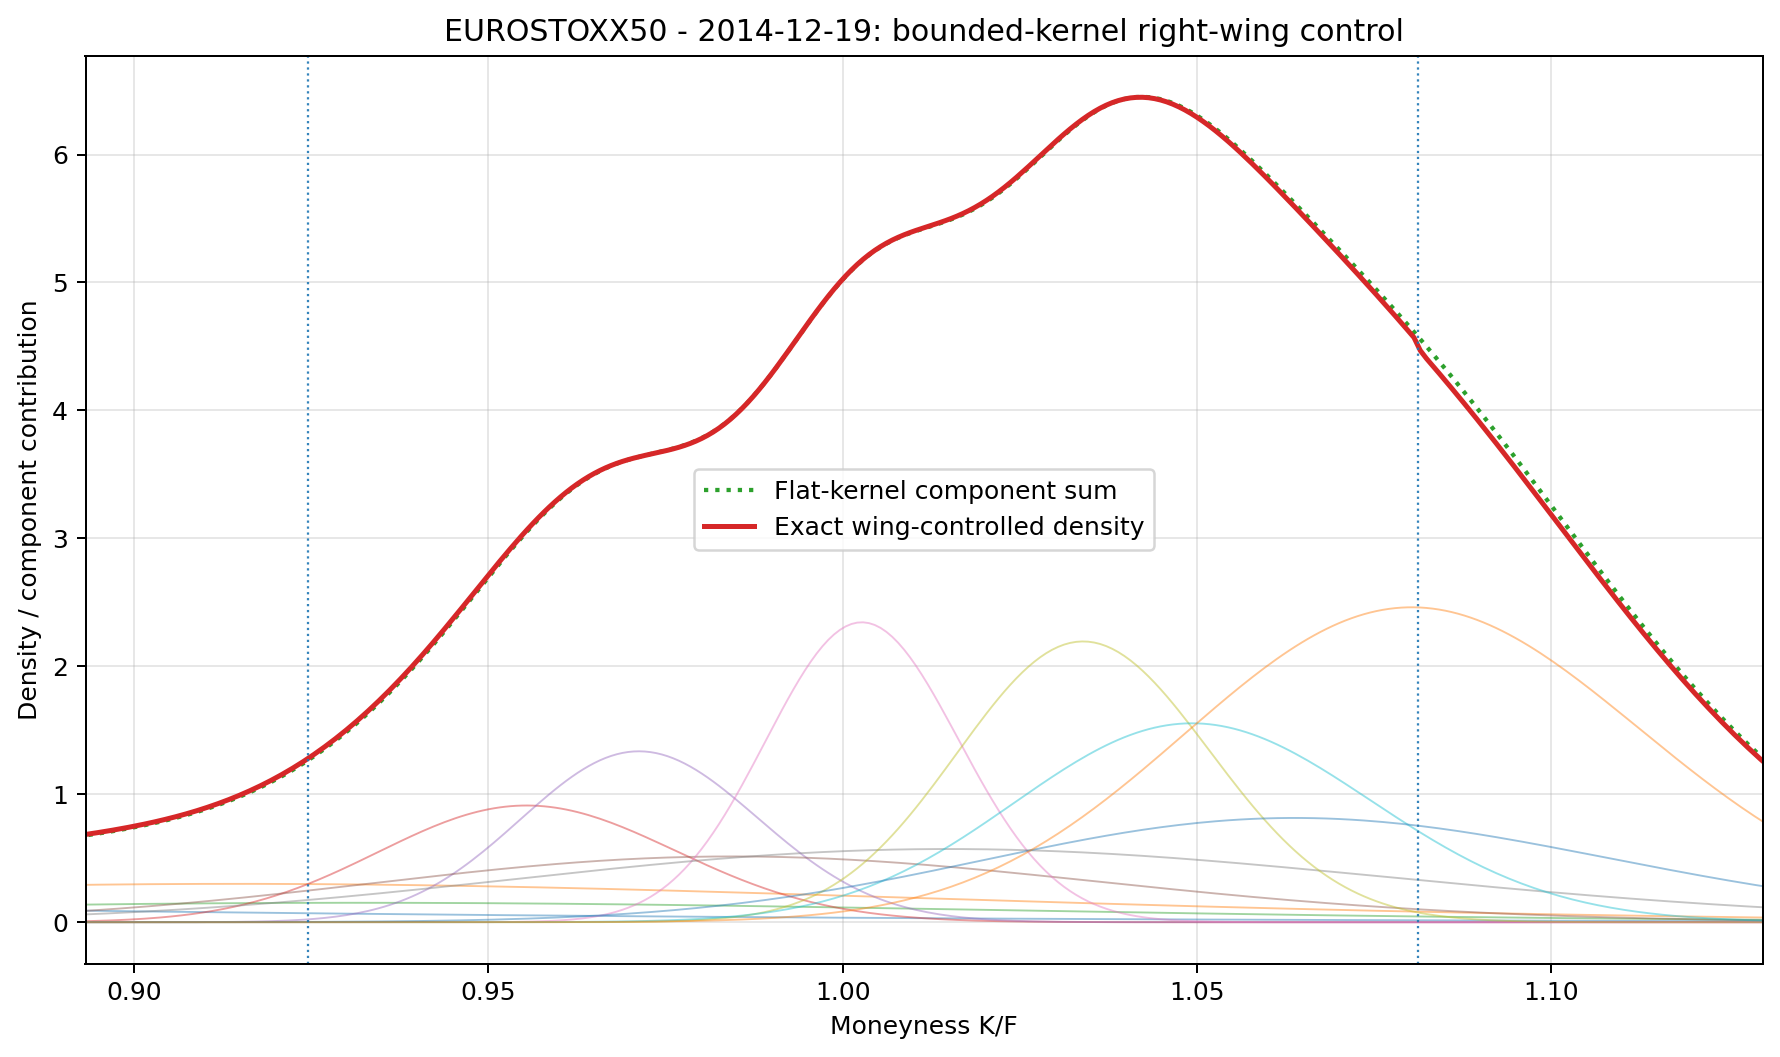 EUROSTOXX50 - 2014-12-19: bounded-kernel right-wing control
Density / component contribution
6
5
4
3
2
1
0
Flat-kernel component sum
Exact wing-controlled density
0.90 0.95 1.00 1.05 1.10
Moneyness K/F